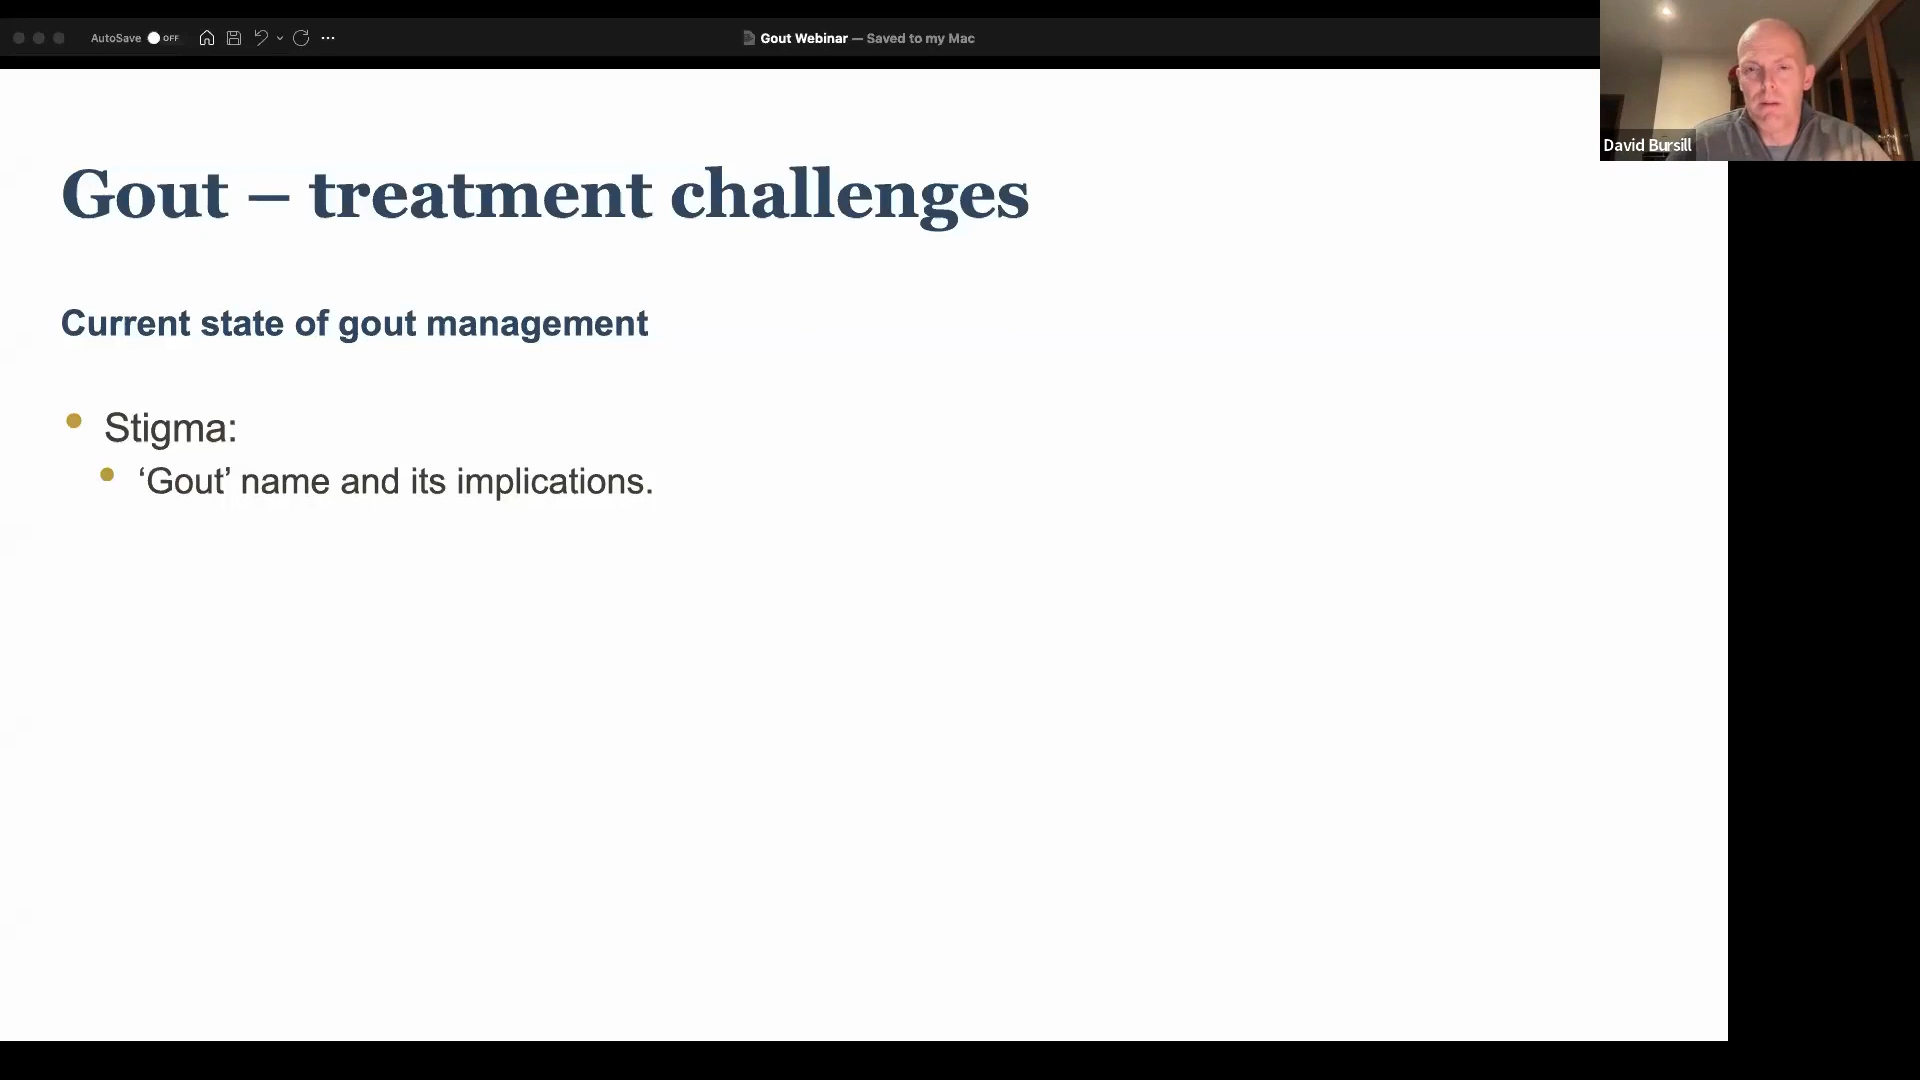 AutoSave OFF
Gout Webinar — Saved to my Mac
David Bursill
Gout – treatment challenges
Current state of gout management
• Stigma:
• ‘Gout’ name and its implications.